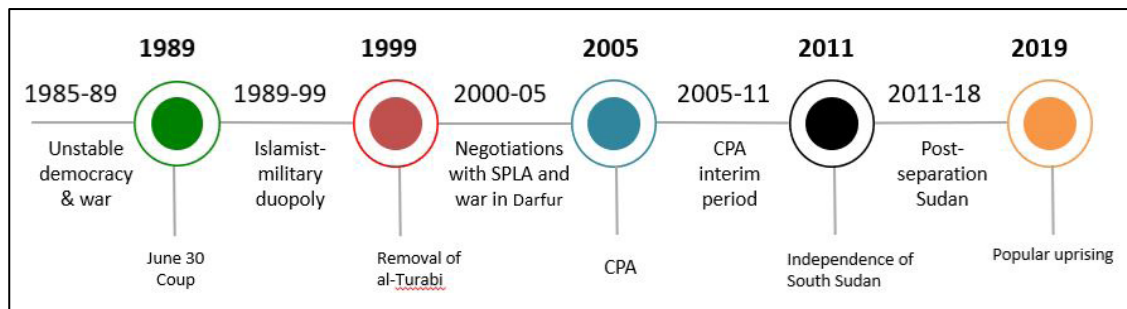 1989
1999
2005
2011
2019
1985-89
1989-99
2000-05
2005-11
2011-18
Unstable
democracy
& war
Islamist-
military
duopoly
Negotiations
with SPLA and
war in Darfur
CPA
interim
period
Post-
separation
Sudan
June 30
Coup
Removal of
al-Turabi
CPA
Independence of
South Sudan
Popular uprising